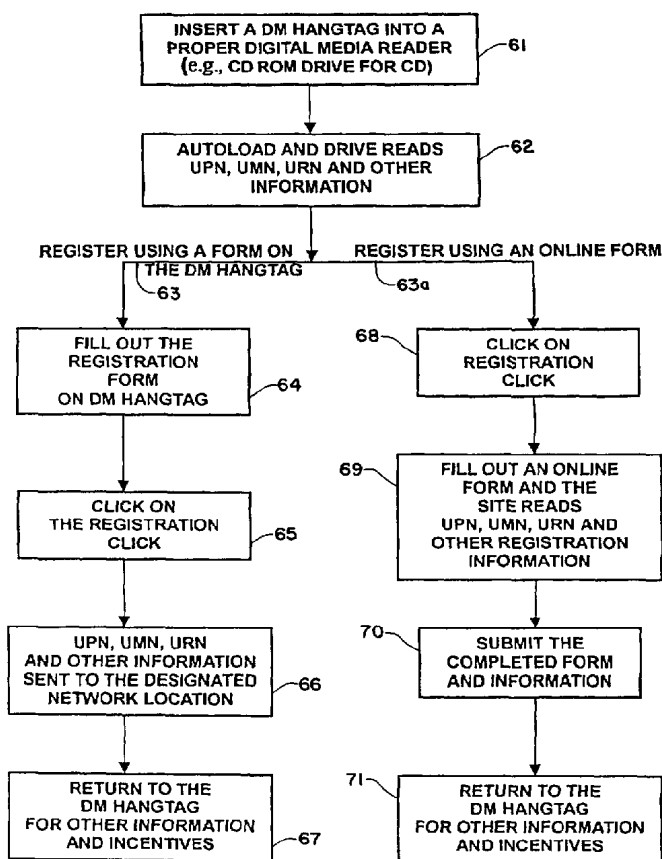 INSERT A DM HANGTAG INTO A
PROPER DIGITAL MEDIA READER
(e.g., CD ROM DRIVE FOR CD)
61
AUTOLOAD AND DRIVE READS
UPN, UMN, URN AND OTHER
INFORMATION
62
REGISTER USING A FORM ON
THE DM HANGTAG
63
REGISTER USING AN ONLINE FORM
63a
FILL OUT THE
REGISTRATION
FORM
ON DM HANGTAG
64
CLICK ON
THE REGISTRATION
CLICK
65
UPN, UMN, URN
AND OTHER INFORMATION
SENT TO THE DESIGNATED
NETWORK LOCATION
66
RETURN TO THE
DM HANGTAG
FOR OTHER INFORMATION
AND INCENTIVES
67
68
CLICK ON
REGISTRATION
CLICK
69
FILL OUT AN ONLINE
FORM AND THE
SITE READS
UPN, UMN, URN AND
OTHER REGISTRATION
INFORMATION
70
SUBMIT THE
COMPLETED FORM
AND INFORMATION
71
RETURN TO THE
DM HANGTAG
FOR OTHER INFORMATION
AND INCENTIVES